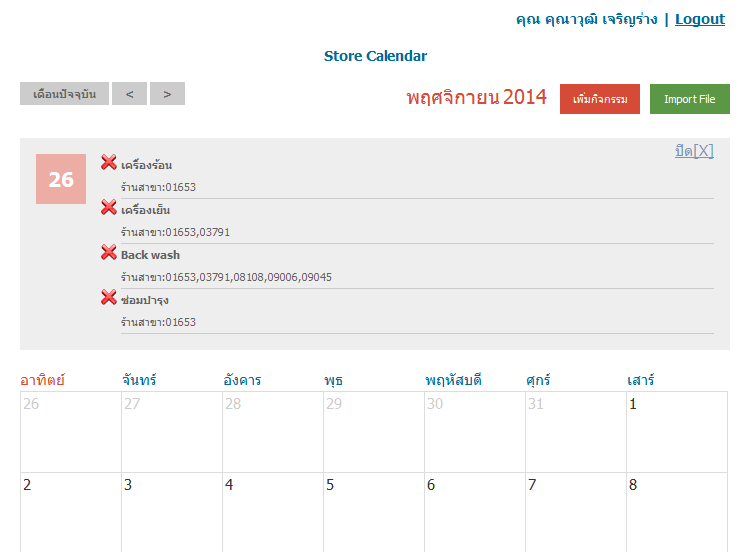 คุณ คุณาวุฒิ เจริญร่าง | Logout
Store Calendar
เดือนปัจจุบัน < > พฤศจิกายน 2014 เพิ่มกิจกรรม Import File
ปิด[X]
26
เครื่องร้อน
ร้านสาขา:01653
เครื่องเย็น
ร้านสาขา:01653,03791
Back wash
ร้านสาขา:01653,03791,08108,09006,09045
ซ่อมบำรุง
ร้านสาขา:01653
อาทิตย์ จันทร์ อังคาร พุธ พฤหัสบดี ศุกร์ เสาร์
26 27 28 29 30 31 1
2 3 4 5 6 7 8